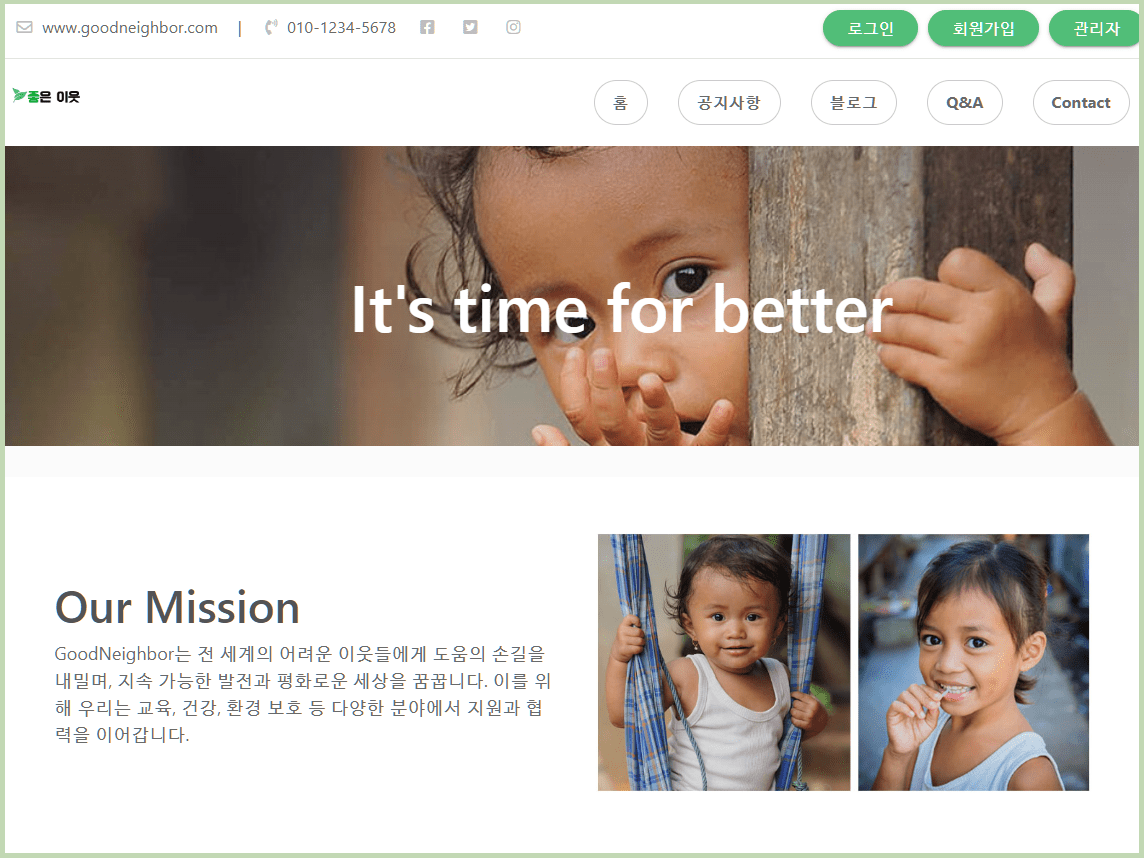 www.goodneighbor.com | 010-1234-5678 로그인 회원가입 관리자
좋은 이웃 홈 공지사항 블로그 Q&A Contact
It's time for better
Our Mission
GoodNeighbor는 전 세계의 어려운 이웃들에게 도움의 손길을
내밀며, 지속 가능한 발전과 평화로운 세상을 꿈꿉니다. 이를 위
해 우리는 교육, 건강, 환경 보호 등 다양한 분야에서 지원과 협
력을 이어갑니다.